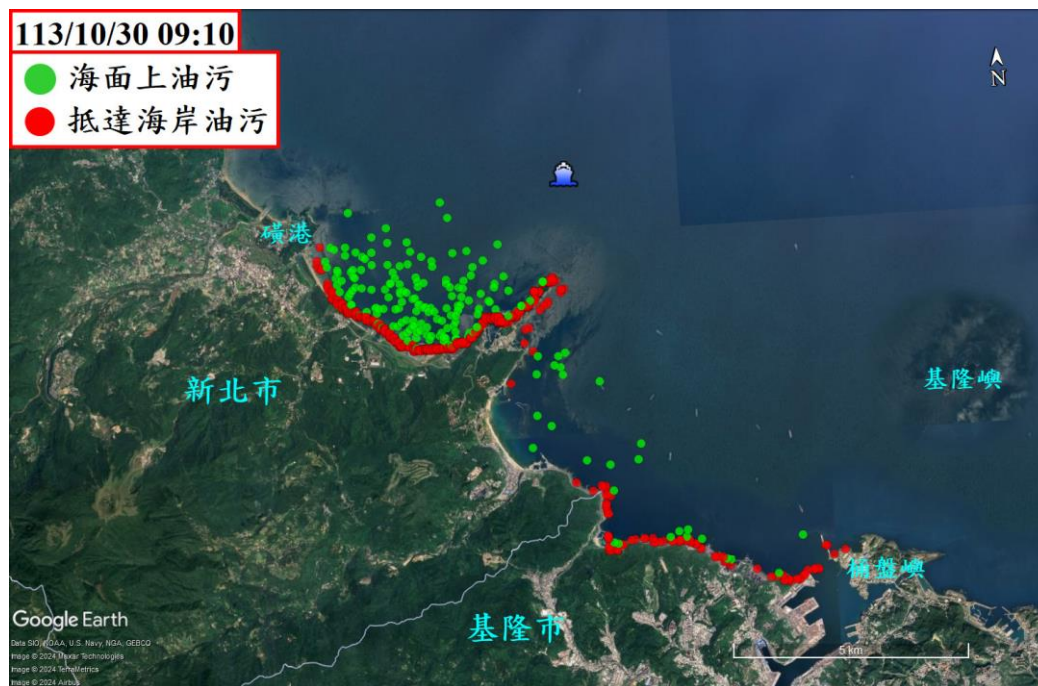 113/10/30 09:10
海面上油污
抵達海岸油污
N
磺港
新北市
基隆嶼
桶盤嶼
基隆市
Google Earth
Data SIO, NOAA, U.S. Navy, NGA, GEBCO
Image © 2024 Maxar Technologies
Image © 2024 TerraMetrics
Image © 2024 Airbus
5 km